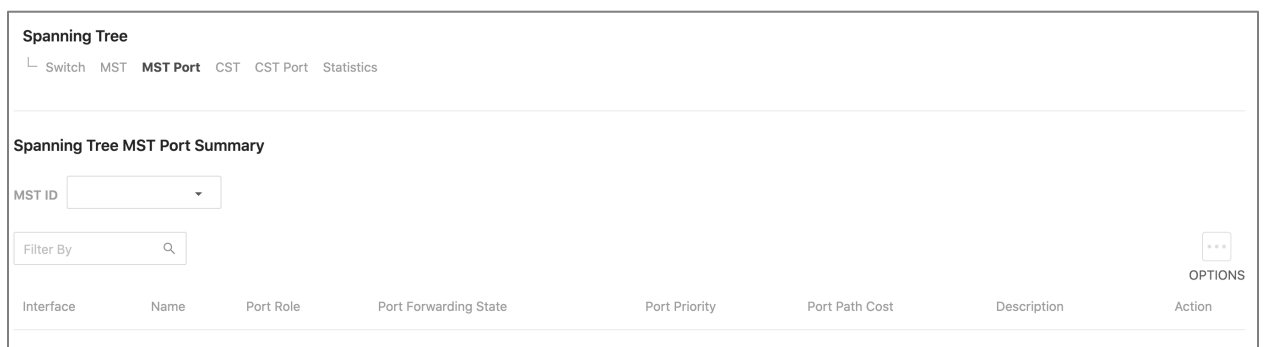 Spanning Tree
Switch MST MST Port CST CST Port Statistics
Spanning Tree MST Port Summary
MST ID
Filter By
OPTIONS
Interface Name Port Role Port Forwarding State Port Priority Port Path Cost Description Action